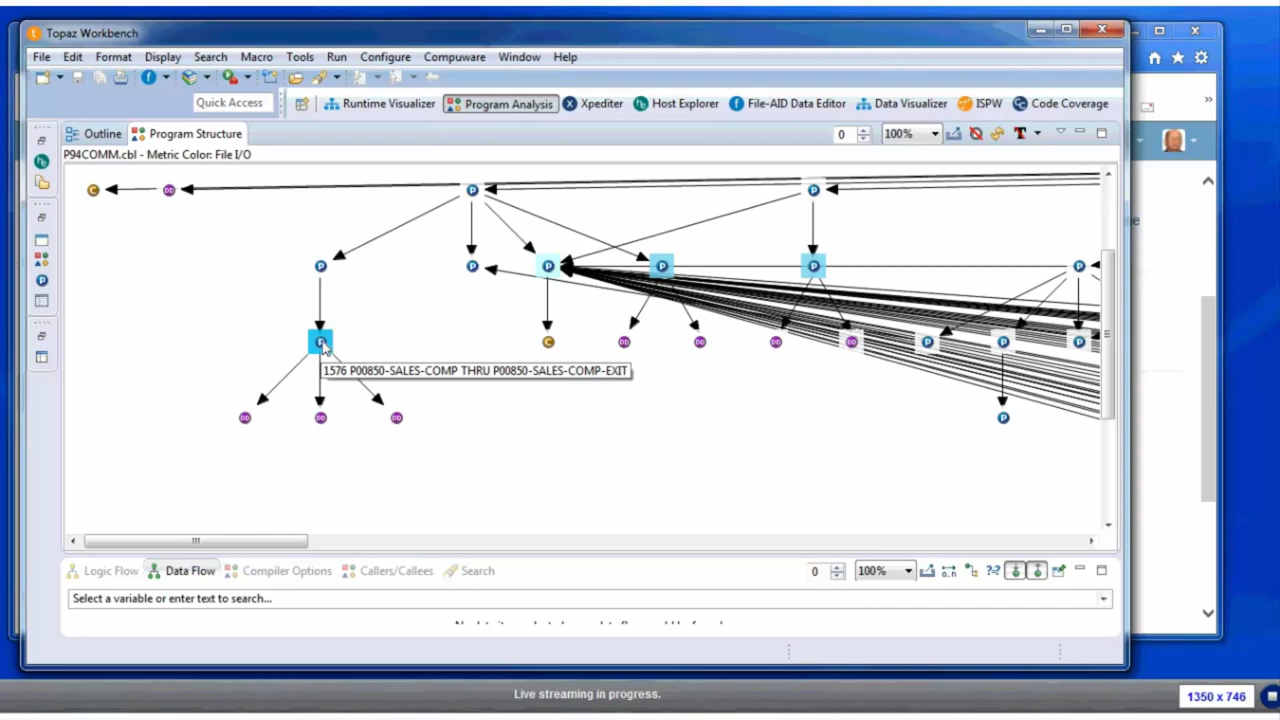 Topaz Workbench
File Edit Format Display Search Macro Tools Run Configure Compuware Window Help
Quick Access Runtime Visualizer Program Analysis Xpediter Host Explorer File-AID Data Editor Data Visualizer ISPW Code Coverage
Outline Program Structure 0 100%
P94COMM.cbl - Metric Color: File I/O
1576 P00850-SALES-COMP THRU P00850-SALES-COMP-EXIT
Logic Flow Data Flow Compiler Options Callers/Callees Search 0 100%
Select a variable or enter text to search...
Live streaming in progress.
1350 x 746